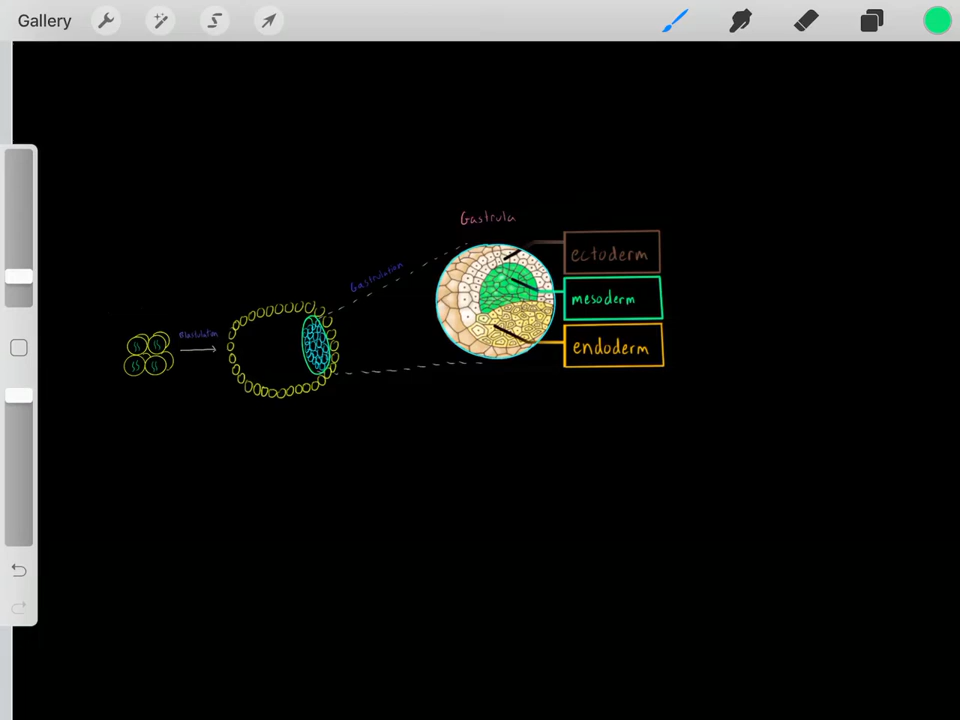 Gallery
Gastrula
ectoderm
Gastrulation
mesoderm
Blastulation
endoderm